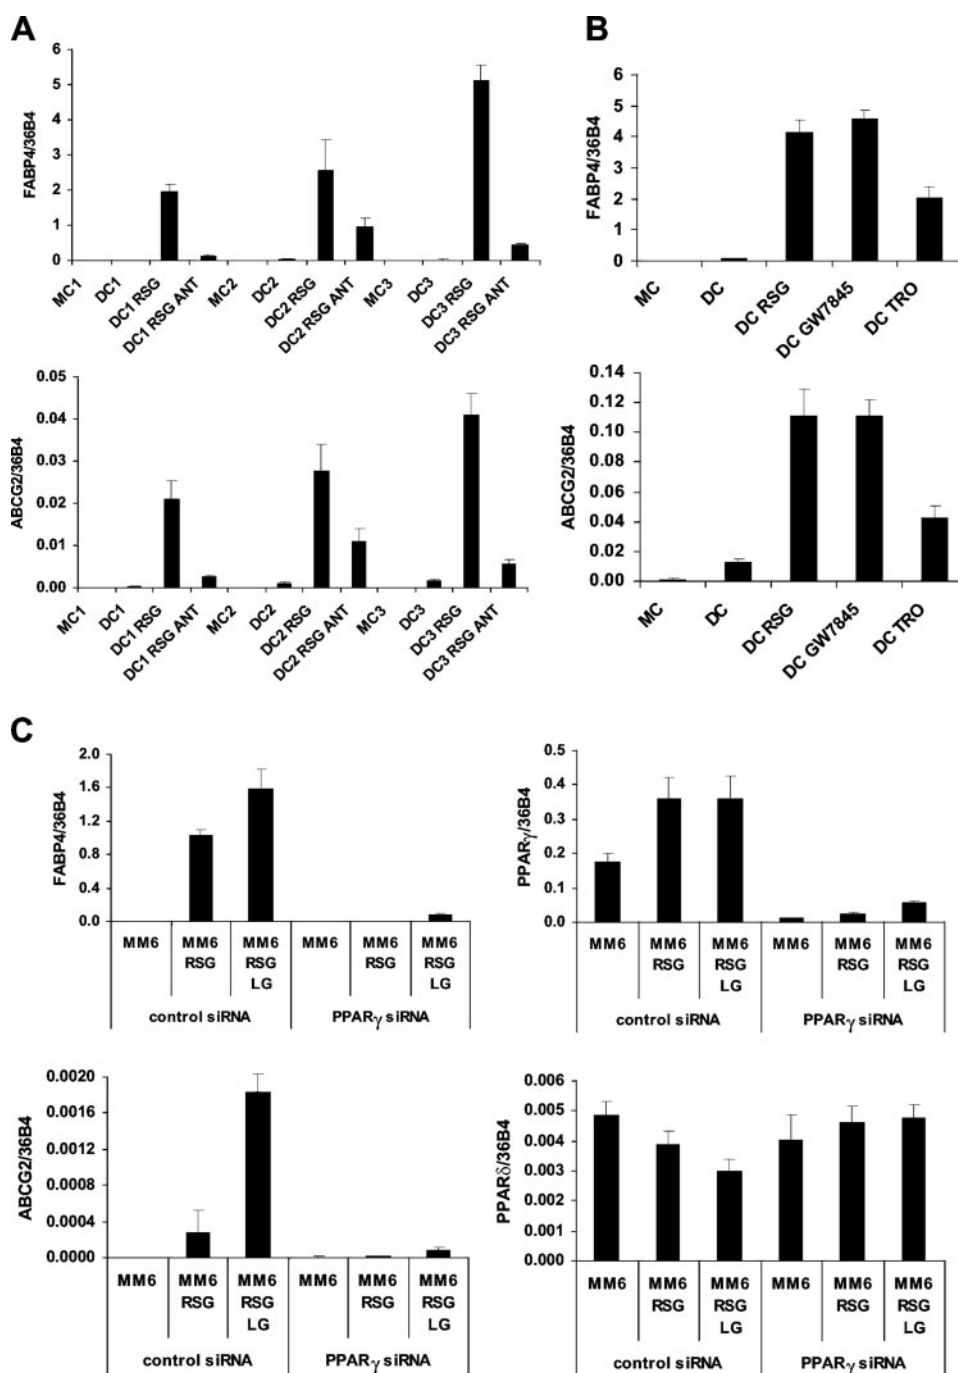 A
FABP4/36B4
6
5
4
3
2
1
0
MC1
DC1
DC1 RSG
DC1 RSG ANT
MC2
DC2
DC2 RSG
DC2 RSG ANT
MC3
DC3
DC3 RSG
DC3 RSG ANT
ABCG2/36B4
0.05
0.04
0.03
0.02
0.01
0.00
MC1
DC1
DC1 RSG
DC1 RSG ANT
MC2
DC2
DC2 RSG
DC2 RSG ANT
MC3
DC3
DC3 RSG
DC3 RSG ANT
B
FABP4/36B4
6
5
4
3
2
1
0
MC
DC
DC RSG
DC GW7845
DC TRO
ABCG2/36B4
0.14
0.12
0.10
0.08
0.06
0.04
0.02
0.00
MC
DC
DC RSG
DC GW7845
DC TRO
C
FABP4/36B4
2.0
1.6
1.2
0.8
0.4
0.0
MM6 MM6 MM6 MM6 MM6 MM6
RSG RSG RSG RSG
LG LG
control siRNA PPARγ siRNA
PPARγ/36B4
0.5
0.4
0.3
0.2
0.1
0.0
MM6 MM6 MM6 MM6 MM6 MM6
RSG RSG RSG RSG
LG LG
control siRNA PPARγ siRNA
ABCG2/36B4
0.0020
0.0016
0.0012
0.0008
0.0004
0.0000
MM6 MM6 MM6 MM6 MM6 MM6
RSG RSG RSG RSG
LG LG
control siRNA PPARγ siRNA
PPARδ/36B4
0.006
0.005
0.004
0.003
0.002
0.001
0.000
MM6 MM6 MM6 MM6 MM6 MM6
RSG RSG RSG RSG
LG LG
control siRNA PPARγ siRNA